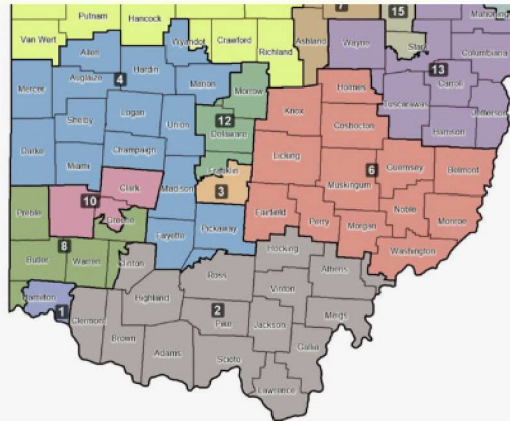 7
15
Putnam
Hancock
Mahoning
Van Wert
Wyandot
Crawford
Richland
Ashland
Wayne
Stark
Columbiana
Allen
Hardin
13
Mercer
Auglaize
4
Marion
Morrow
Holmes
Carroll
Tuscarawas
Jefferson
Logan
Knox
Coshocton
Shelby
Union
12
Delaware
Harrison
Darke
Champaign
Licking
6
Guernsey
Belmont
Miami
Franklin
Muskingum
Clark
Madison
3
Preble
10
Noble
Greene
Fairfield
Perry
Morgan
Monroe
Fayette
Pickaway
8
Hocking
Washington
Butler
Warren
Clinton
Ross
Athens
Hamilton
Highland
Vinton
1
Clermont
2
Pike
Meigs
Brown
Jackson
Adams
Scioto
Gallia
Lawrence